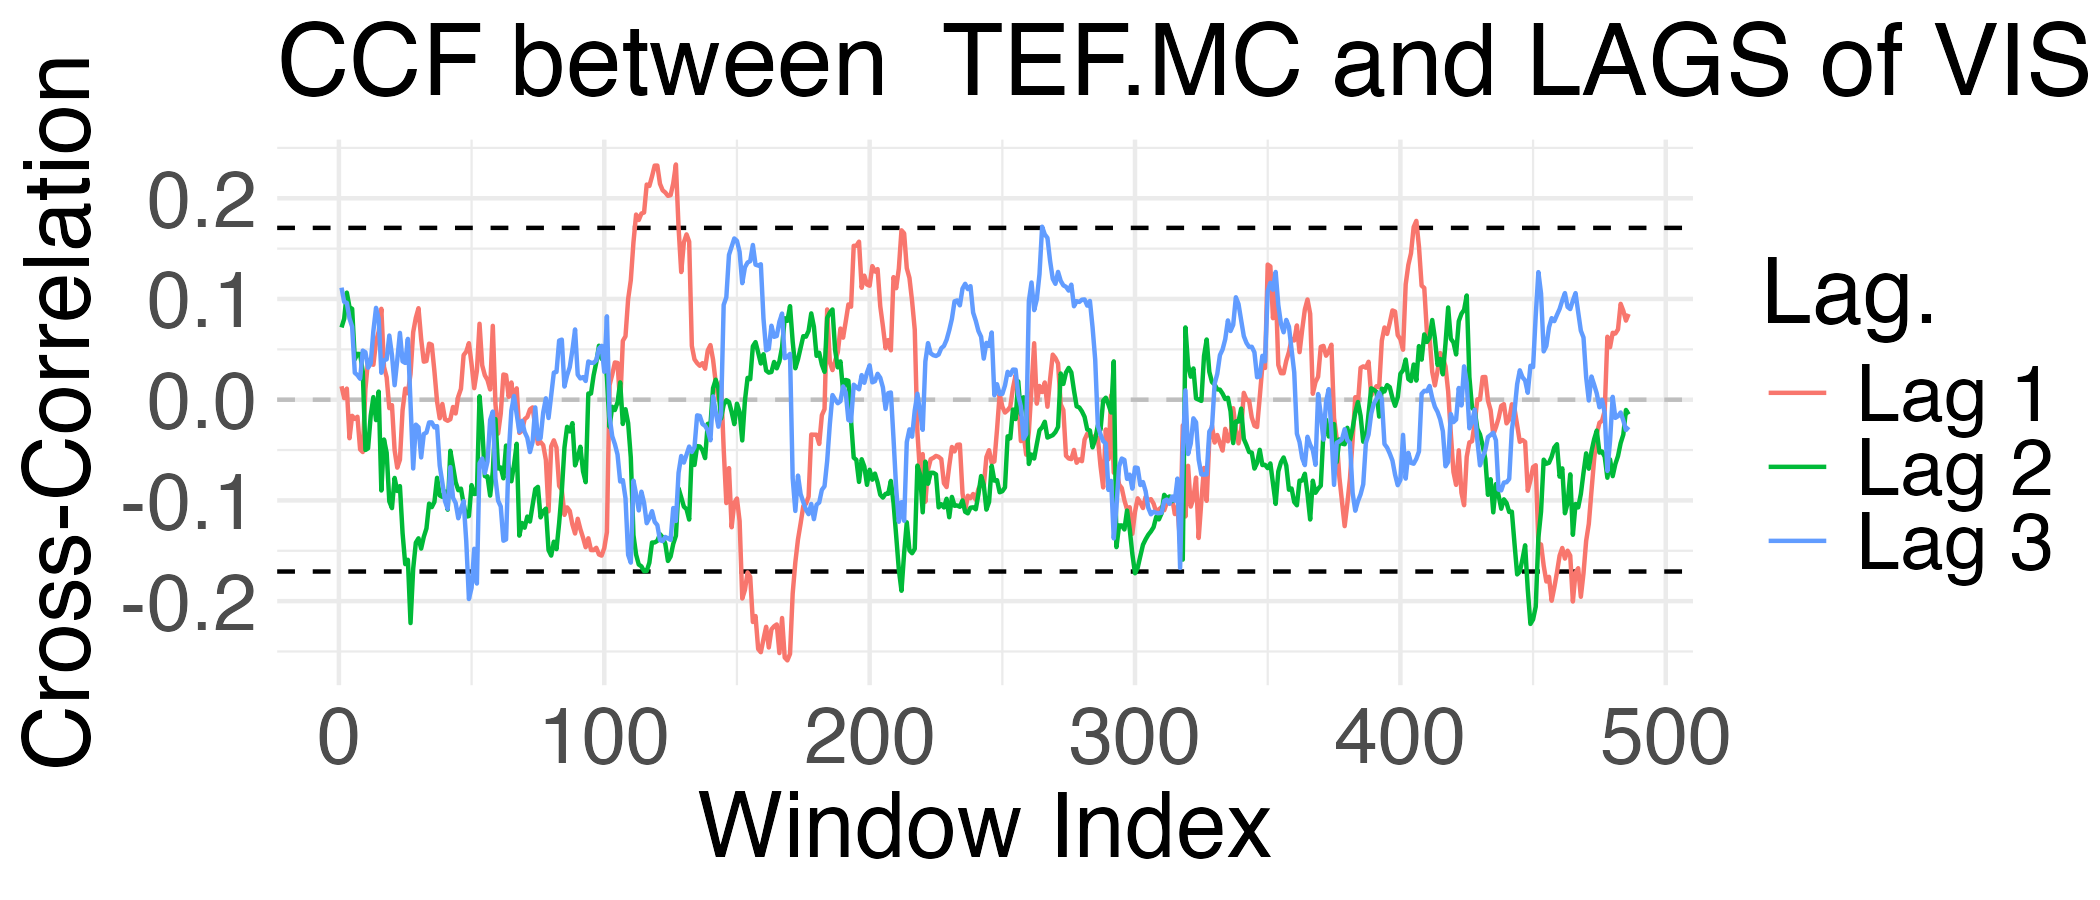 CCF between TEF.MC and LAGS of VIS
Cross-Correlation
0.2
0.1
0.0
-0.1
-0.2
0 100 200 300 400 500
Window Index
Lag.
Lag 1
Lag 2
Lag 3